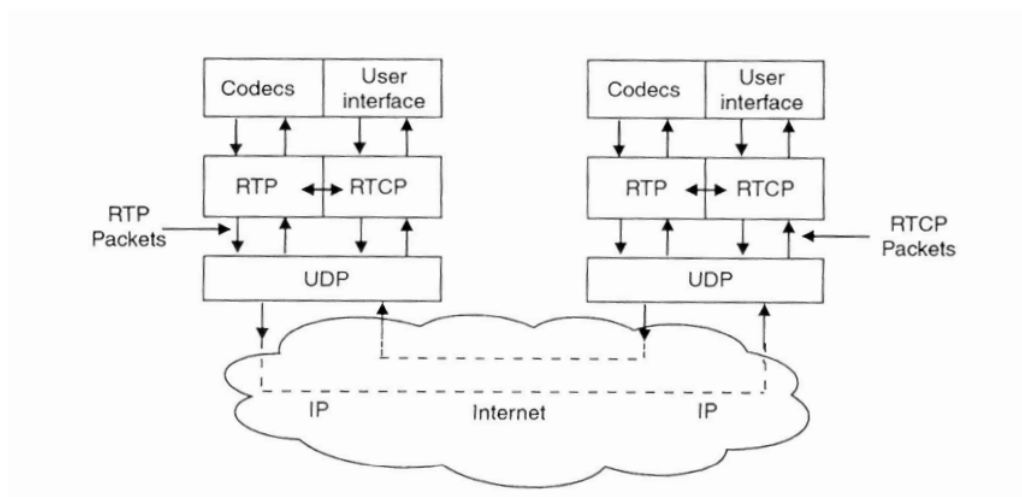 Codecs
User
interface
Codecs
User
interface
RTP
RTCP
RTP
RTCP
RTP
Packets
RTCP
Packets
UDP
UDP
IP
Internet
IP